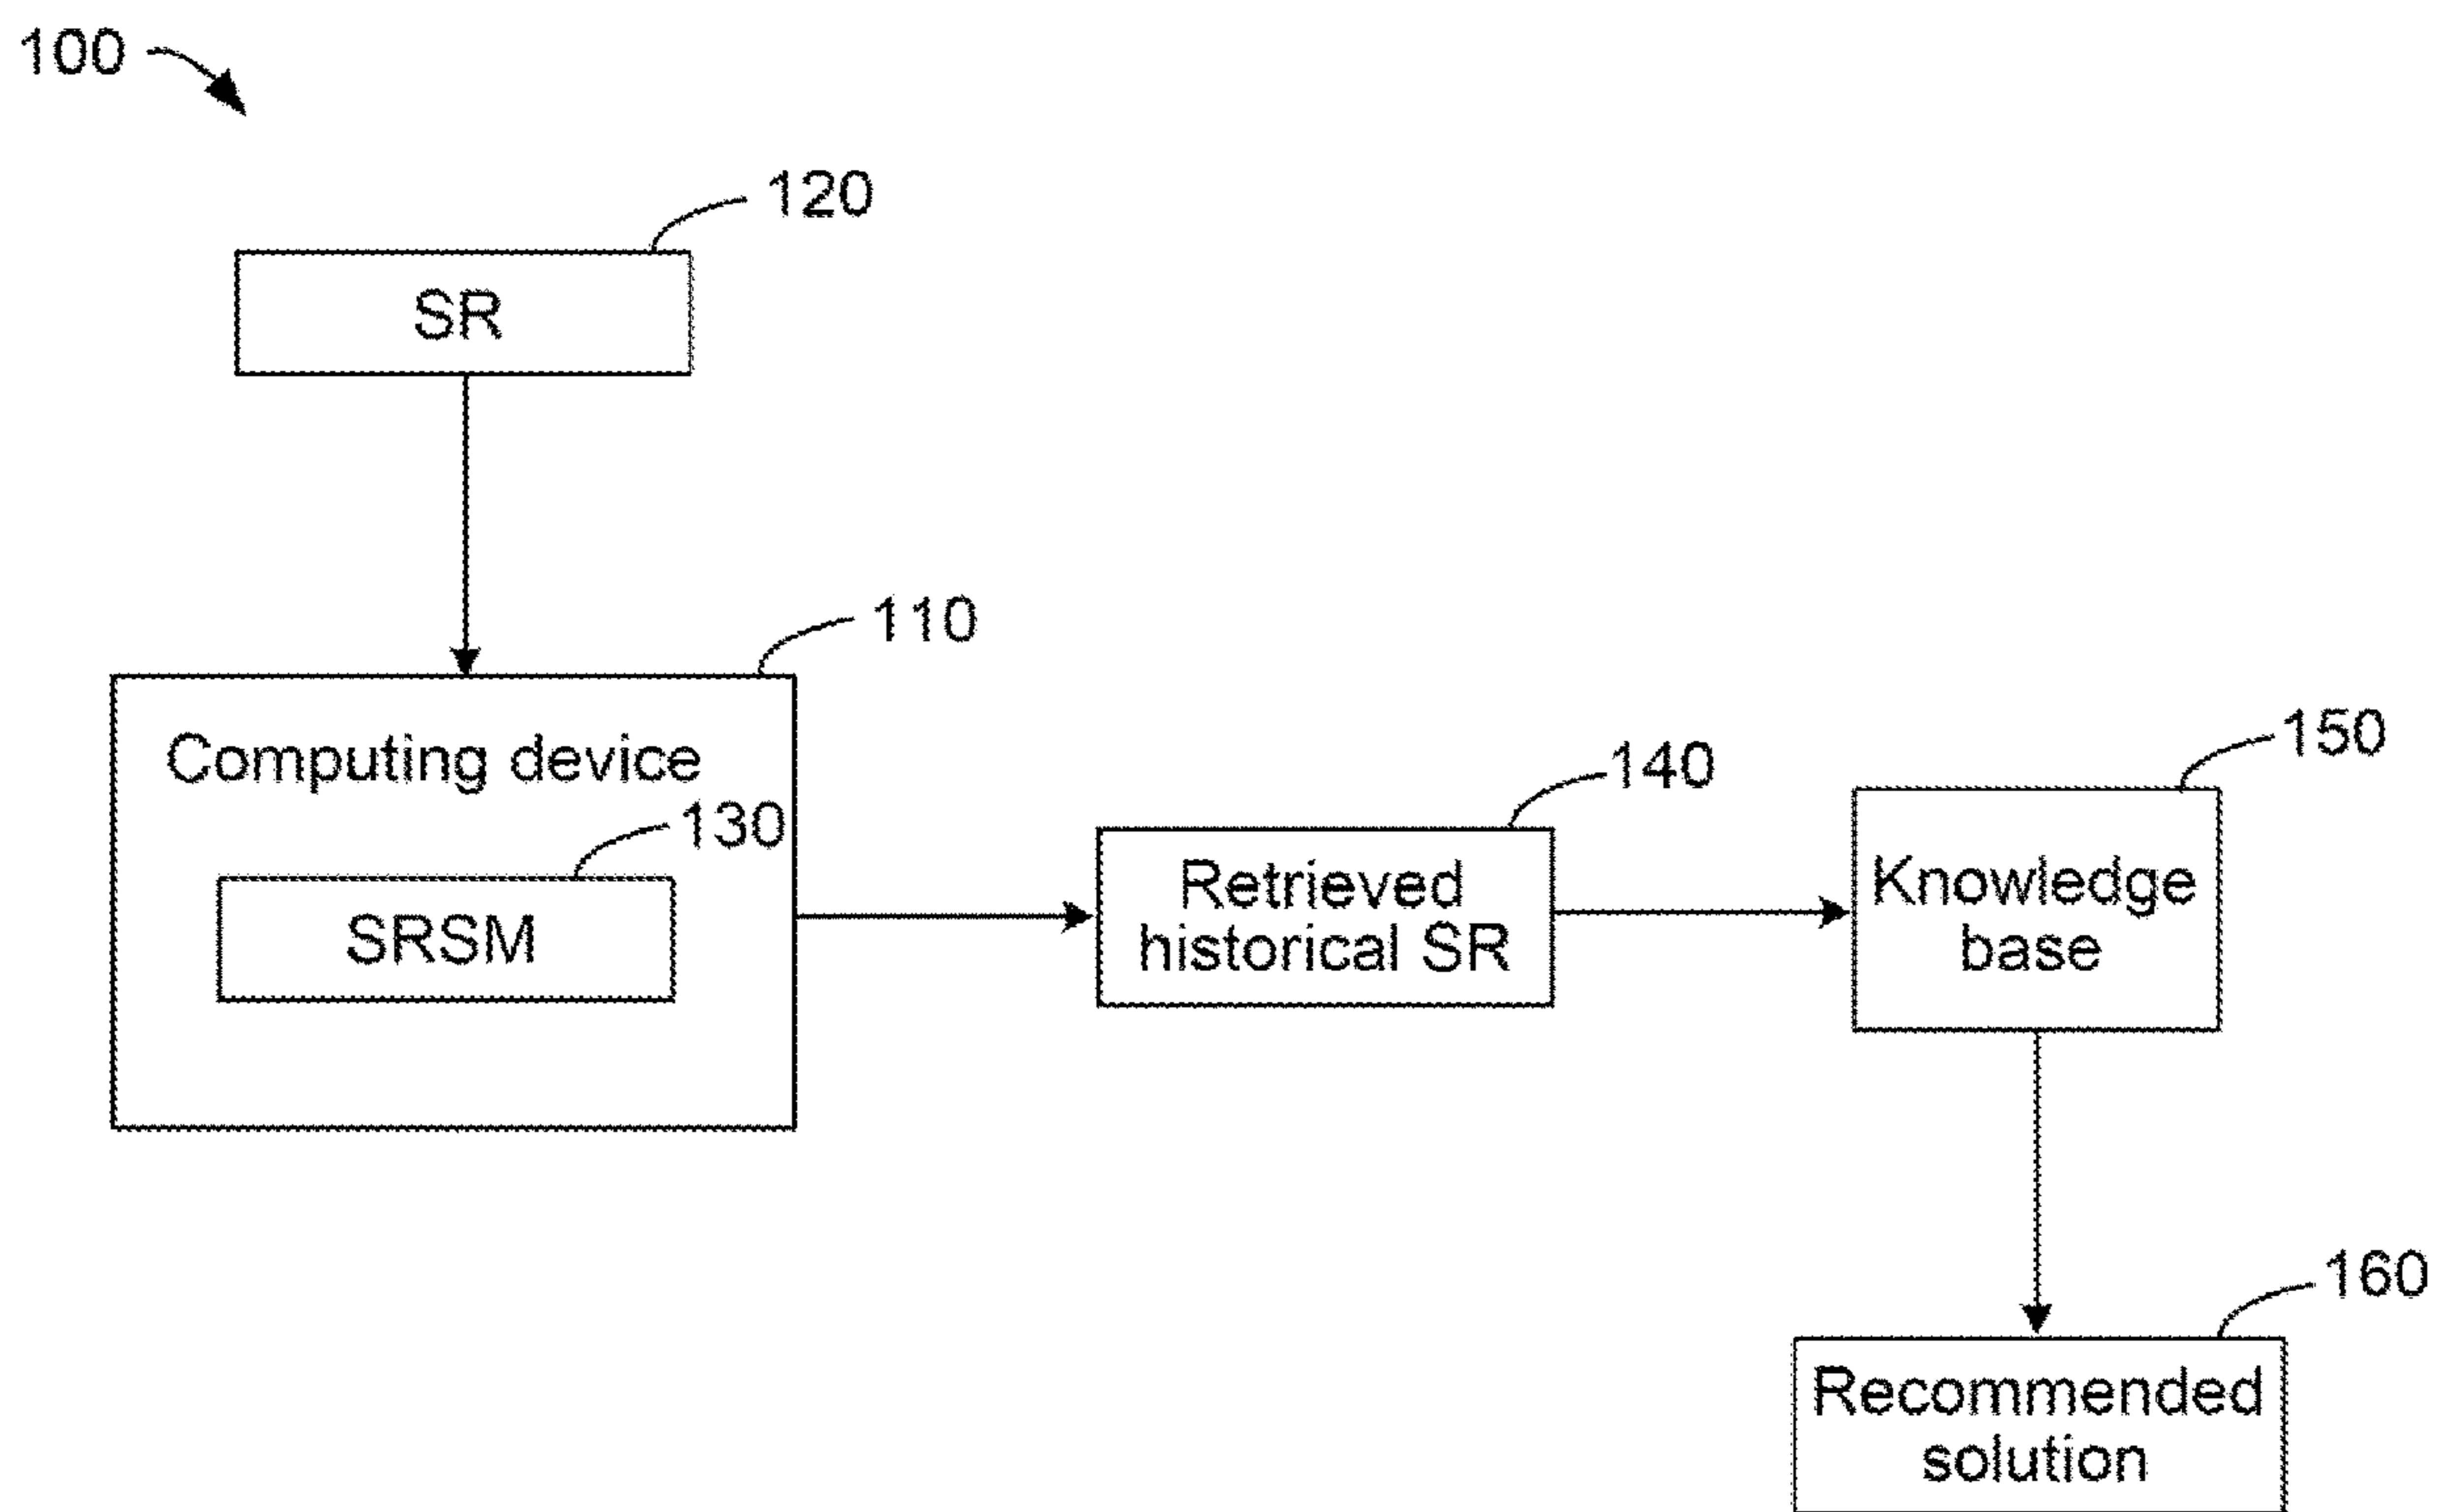 100
120
SR
110
Computing device
130
SRSM
140
Retrieved
historical SR
150
Knowledge
base
160
Recommended
solution